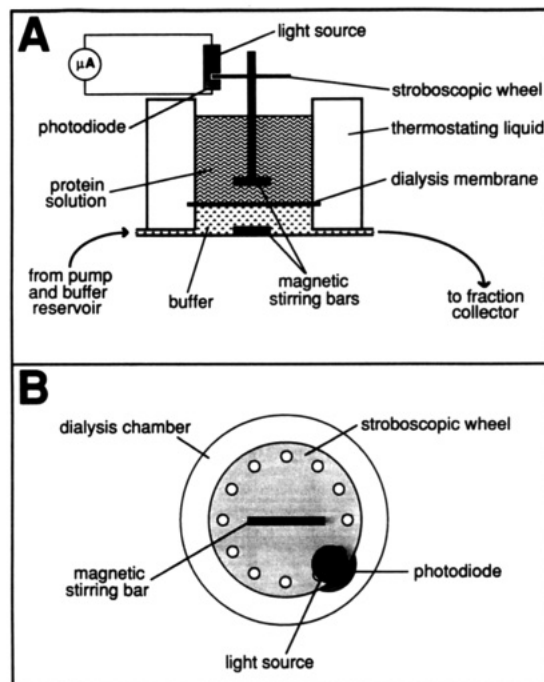 A
light source
μA
stroboscopic wheel
photodiode
thermostating liquid
protein
solution
dialysis membrane
from pump
and buffer
reservoir
buffer
magnetic
stirring bars
to fraction
collector
B
dialysis chamber
stroboscopic wheel
magnetic
stirring bar
photodiode
light source